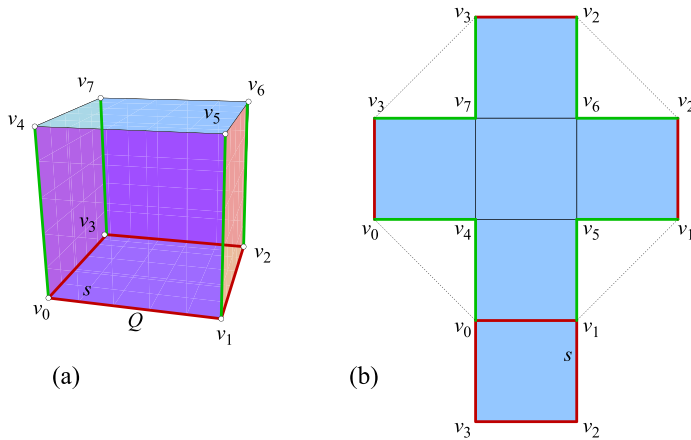 v3 v2
v7 v6
v4 v5
v3 v7 v6 v2
v3
v2
s
v0 v4 v5 v1
v0 Q v1
v0 v1
s
(a) (b)
v3 v2